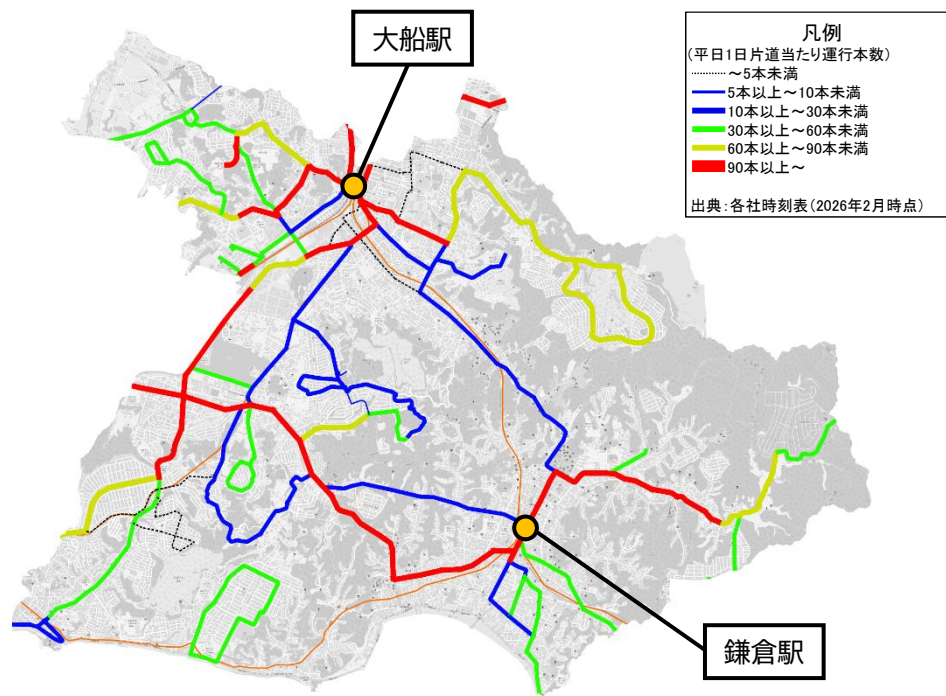 大船駅
凡例
(平日1日片道当たり運行本数)
～5本未満
5本以上～10本未満
10本以上～30本未満
30本以上～60本未満
60本以上～90本未満
90本以上～
出典:各社時刻表(2026年2月時点)
鎌倉駅